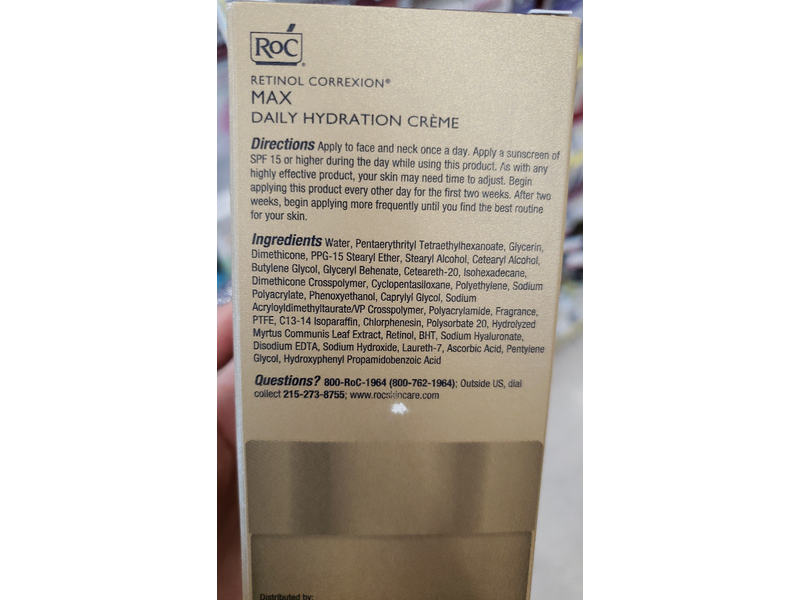 RoC®
RETINOL CORREXION®
MAX
DAILY HYDRATION CRÈME
Directions Apply to face and neck once a day. Apply a sunscreen of
SPF 15 or higher during the day while using this product. As with any
highly effective product, your skin may need time to adjust. Begin
applying this product every other day for the first two weeks. After two
weeks, begin applying more frequently until you find the best routine
for your skin.
Ingredients Water, Pentaerythrityl Tetraethylhexanoate, Glycerin,
Dimethicone, PPG-15 Stearyl Ether, Stearyl Alcohol, Cetearyl Alcohol,
Butylene Glycol, Glyceryl Behenate, Ceteareth-20, Isohexadecane,
Dimethicone Crosspolymer, Cyclopentasiloxane, Polyethylene, Sodium
Polyacrylate, Phenoxyethanol, Caprylyl Glycol, Sodium
Acryloyldimethyltaurate/VP Crosspolymer, Polyacrylamide, Fragrance,
PTFE, C13-14 Isoparaffin, Chlorphenesin, Polysorbate 20, Hydrolyzed
Myrtus Communis Leaf Extract, Retinol, BHT, Sodium Hyaluronate,
Disodium EDTA, Sodium Hydroxide, Laureth-7, Ascorbic Acid, Pentylene
Glycol, Hydroxyphenyl Propamidobenzoic Acid
Questions? 800-RoC-1964 (800-762-1964); Outside US, dial
collect 215-273-8755; www.rocskincare.com
Distributed by: